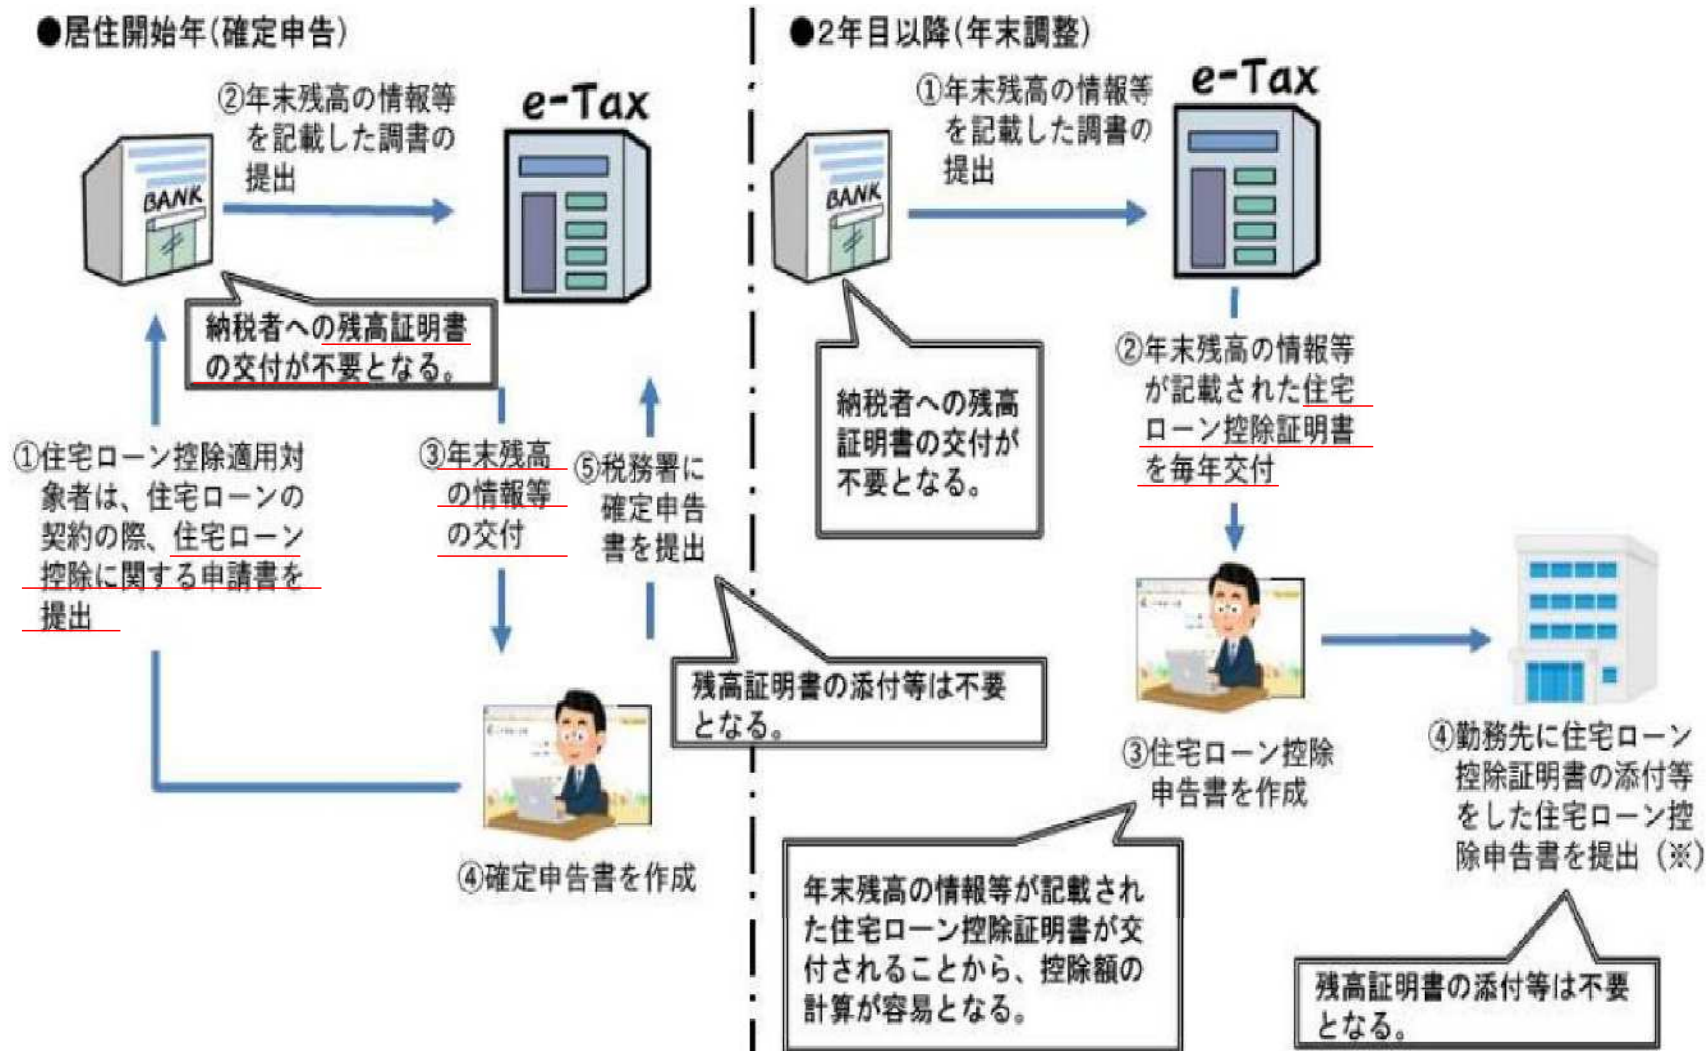 ●居住開始年(確定申告)
②年末残高の情報等
を記載した調書の
提出
e-Tax
BANK
納税者への残高証明書
の交付が不要となる。
①住宅ローン控除適用対
象者は、住宅ローンの
契約の際、住宅ローン
控除に関する申請書を
提出
③年末残高
の情報等
の交付
⑤税務署に
確定申告
書を提出
残高証明書の添付等は不要
となる。
④確定申告書を作成
●2年目以降(年末調整)
①年末残高の情報等
を記載した調書の
提出
e-Tax
BANK
納税者への残高
証明書の交付が
不要となる。
②年末残高の情報等
が記載された住宅
ローン控除証明書
を毎年交付
③住宅ローン控除
申告書を作成
年末残高の情報等が記載され
た住宅ローン控除証明書が交
付されることから、控除額の
計算が容易となる。
④勤務先に住宅ローン
控除証明書の添付等
をした住宅ローン控
除申告書を提出(※)
残高証明書の添付等は不要
となる。